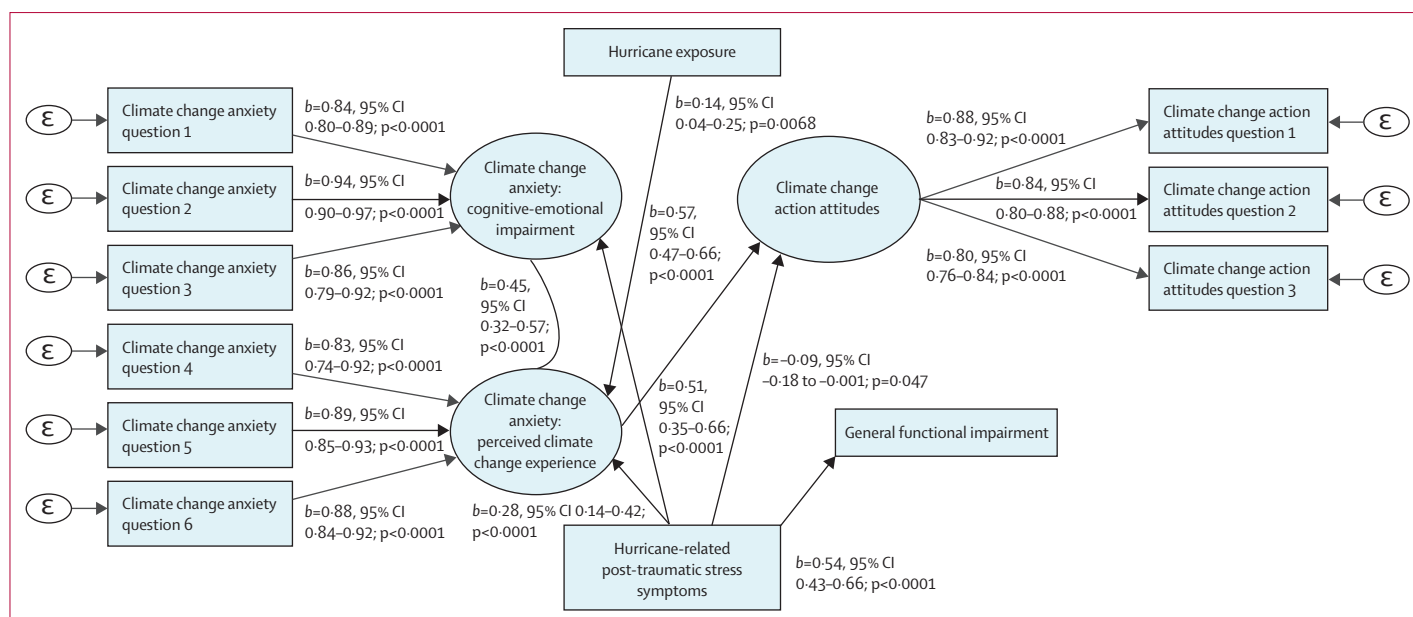 Hurricane exposure
b=0·14, 95% CI
0·04–0·25; p=0·0068
ε
Climate change anxiety
question 1
b=0·84, 95% CI
0·80–0·89; p<0·0001
ε
Climate change anxiety
question 2
b=0·94, 95% CI
0·90–0·97; p<0·0001
ε
Climate change anxiety
question 3
b=0·86, 95% CI
0·79–0·92; p<0·0001
ε
Climate change anxiety
question 4
b=0·83, 95% CI
0·74–0·92; p<0·0001
ε
Climate change anxiety
question 5
b=0·89, 95% CI
0·85–0·93; p<0·0001
ε
Climate change anxiety
question 6
b=0·88, 95% CI
0·84–0·92; p<0·0001
Climate change
anxiety:
cognitive-emotional
impairment
b=0·45,
95% CI
0·32–0·57;
p<0·0001
Climate change
anxiety:
perceived climate
change experience
b=0·57,
95% CI
0·47–0·66;
p<0·0001
b=0·51,
95% CI
0·35–0·66;
p<0·0001
b=0·28, 95% CI 0·14–0·42;
p<0·0001
Hurricane-related
post-traumatic stress
symptoms
b=–0·09, 95% CI
–0·18 to –0·001; p=0·047
General functional impairment
b=0·54, 95% CI
0·43–0·66; p<0·0001
Climate change
action attitudes
b=0·88, 95% CI
0·83–0·92; p<0·0001
b=0·84, 95% CI
0·80–0·88; p<0·0001
b=0·80, 95% CI
0·76–0·84; p<0·0001
Climate change action
attitudes question 1
ε
Climate change action
attitudes question 2
ε
Climate change action
attitudes question 3
ε